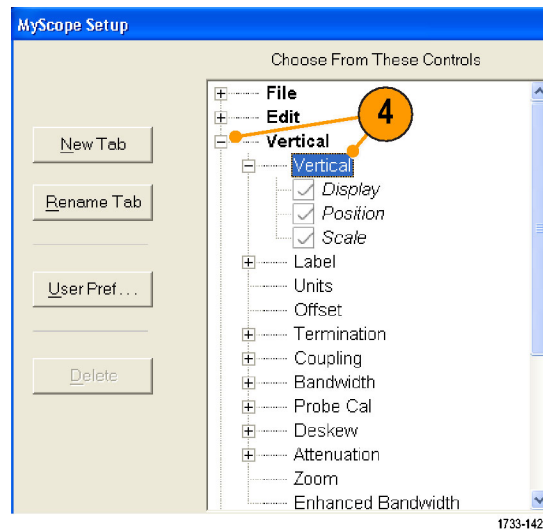 MyScope Setup
Choose From These Controls
File
Edit
4
Vertical
New Tab
Vertical
Display
Rename Tab
Position
Scale
Label
User Pref...
Units
Offset
Termination
Coupling
Delete
Bandwidth
Probe Cal
Deskew
Attenuation
Zoom
Enhanced Bandwidth
1733-142